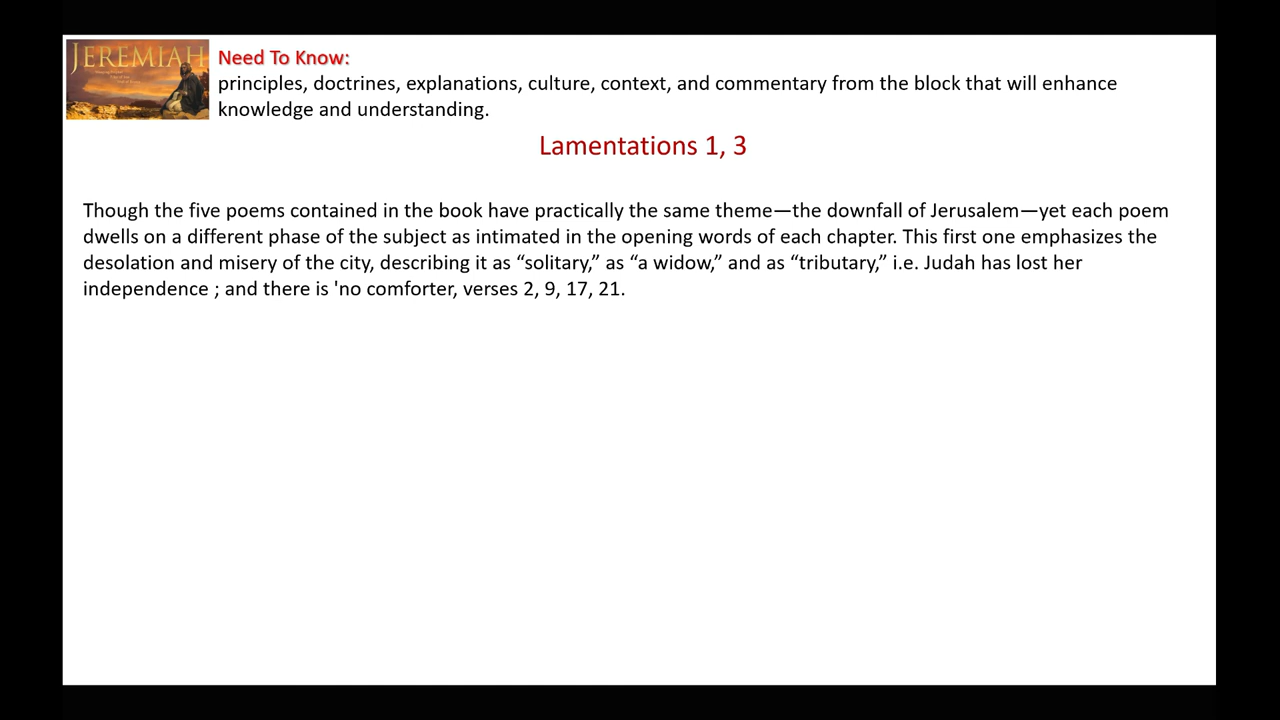 JEREMIAH
Need To Know:
principles, doctrines, explanations, culture, context, and commentary from the block that will enhance
knowledge and understanding.
Lamentations 1, 3
Though the five poems contained in the book have practically the same theme—the downfall of Jerusalem—yet each poem
dwells on a different phase of the subject as intimated in the opening words of each chapter. This first one emphasizes the
desolation and misery of the city, describing it as “solitary,” as “a widow,” and as “tributary,” i.e. Judah has lost her
independence ; and there is 'no comforter, verses 2, 9, 17, 21.